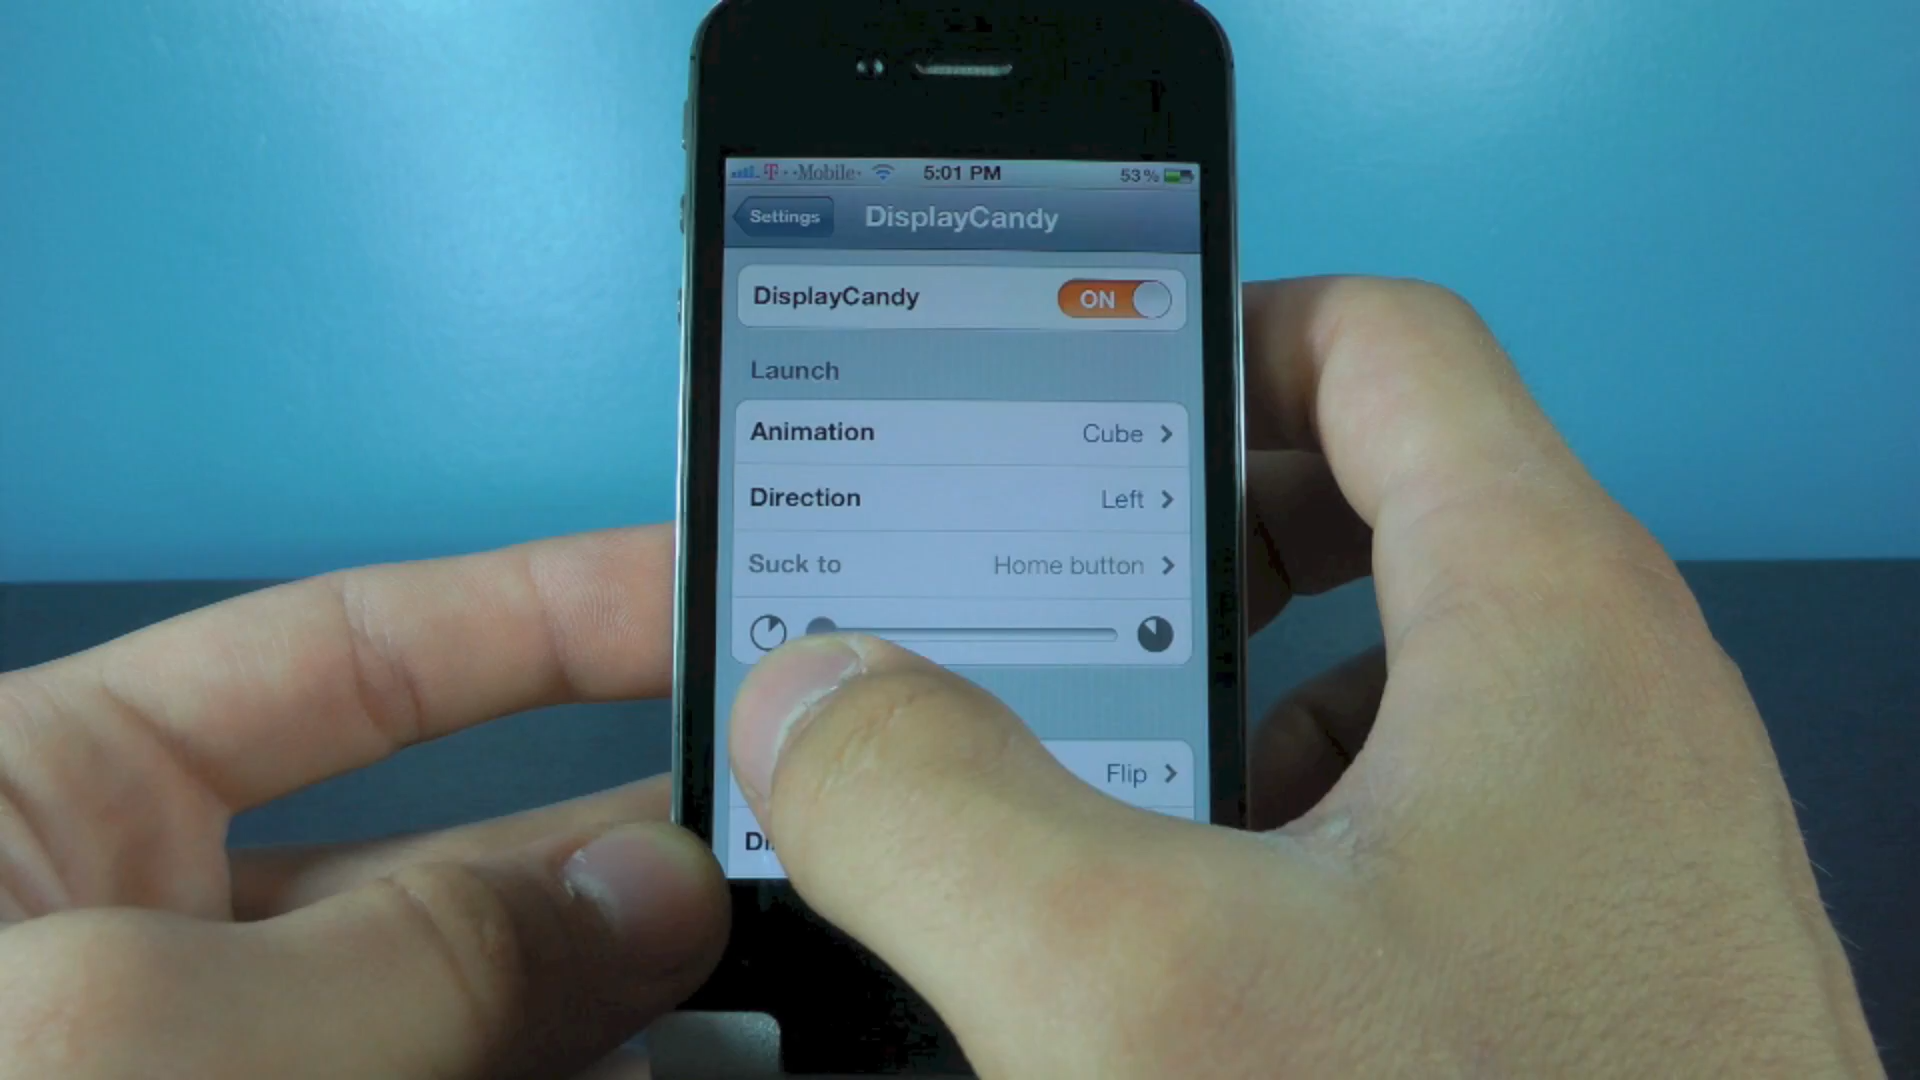 T··Mobile· 5:01 PM 53%
Settings DisplayCandy
DisplayCandy ON
Launch
Animation Cube
Direction Left
Suck to Home button
Flip